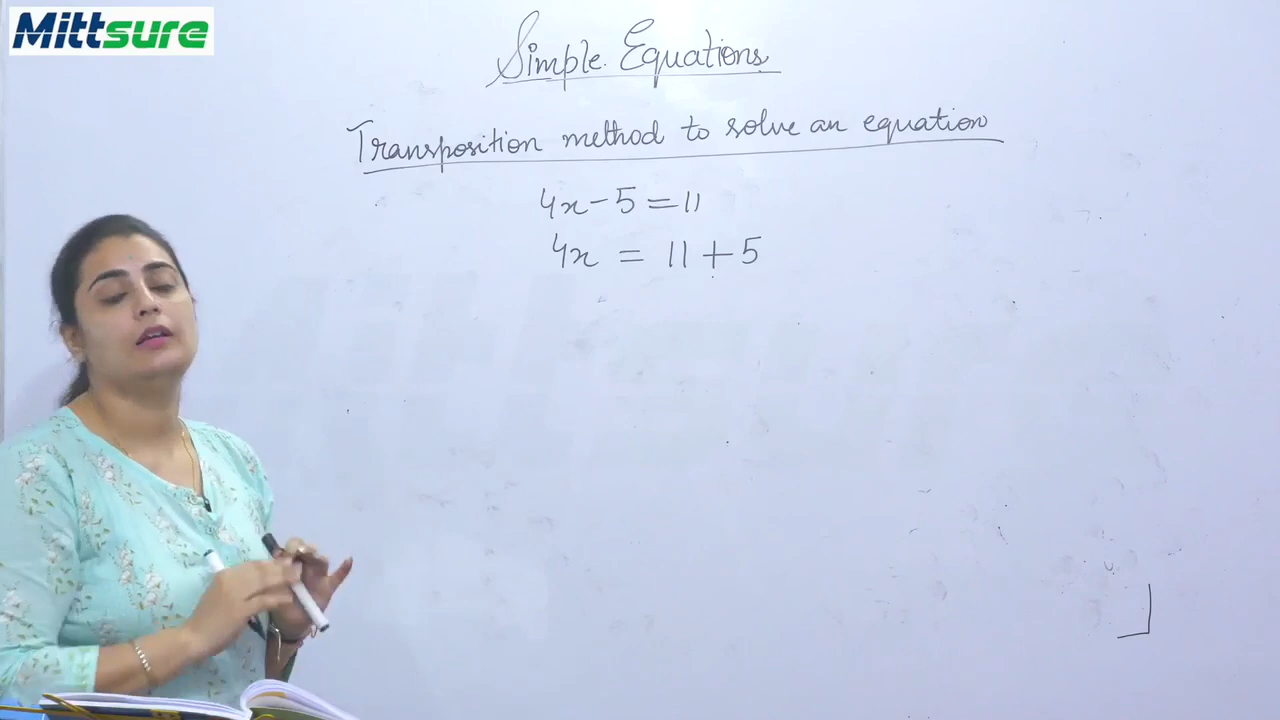 Mittsure
Simple Equations
Transposition method to solve an equation
4x - 5 = 11
4x = 11 + 5